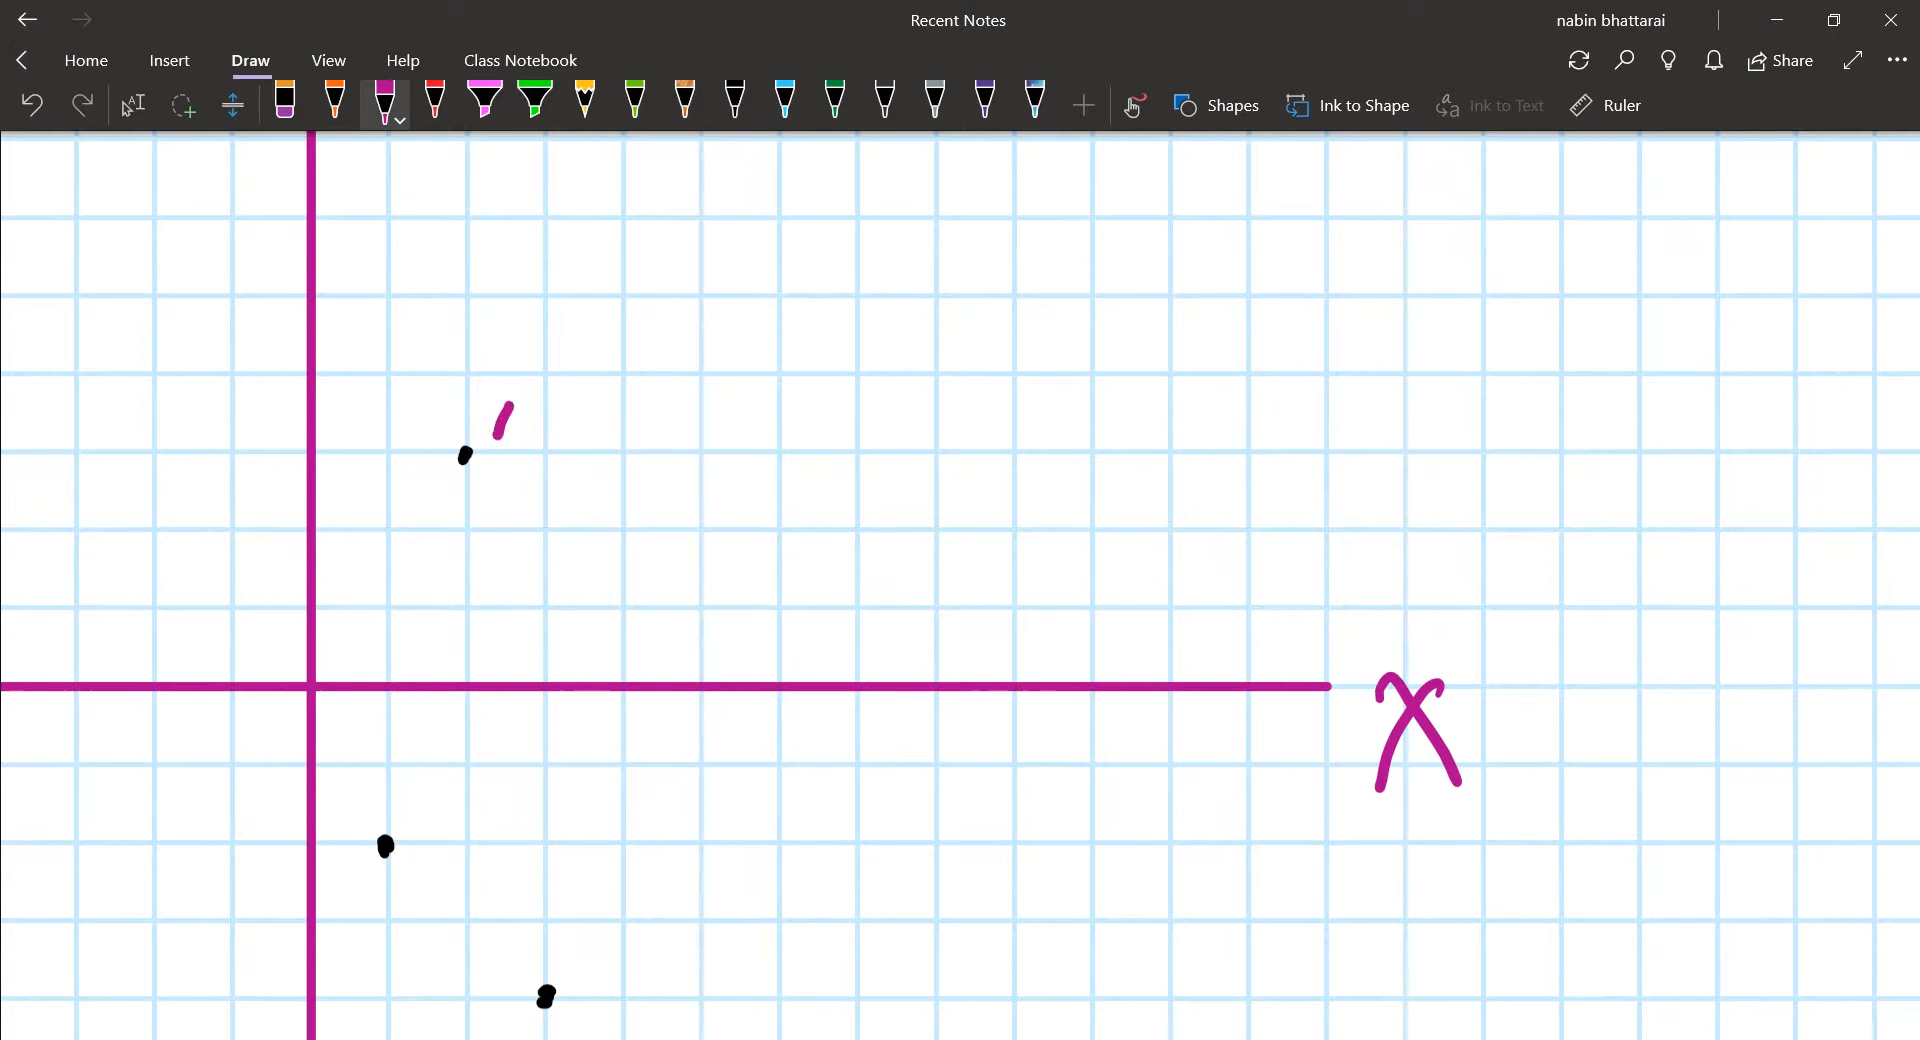 Recent Notes
nabin bhattarai
Home Insert Draw View Help Class Notebook
Share
Shapes Ink to Shape Ink to Text Ruler
X